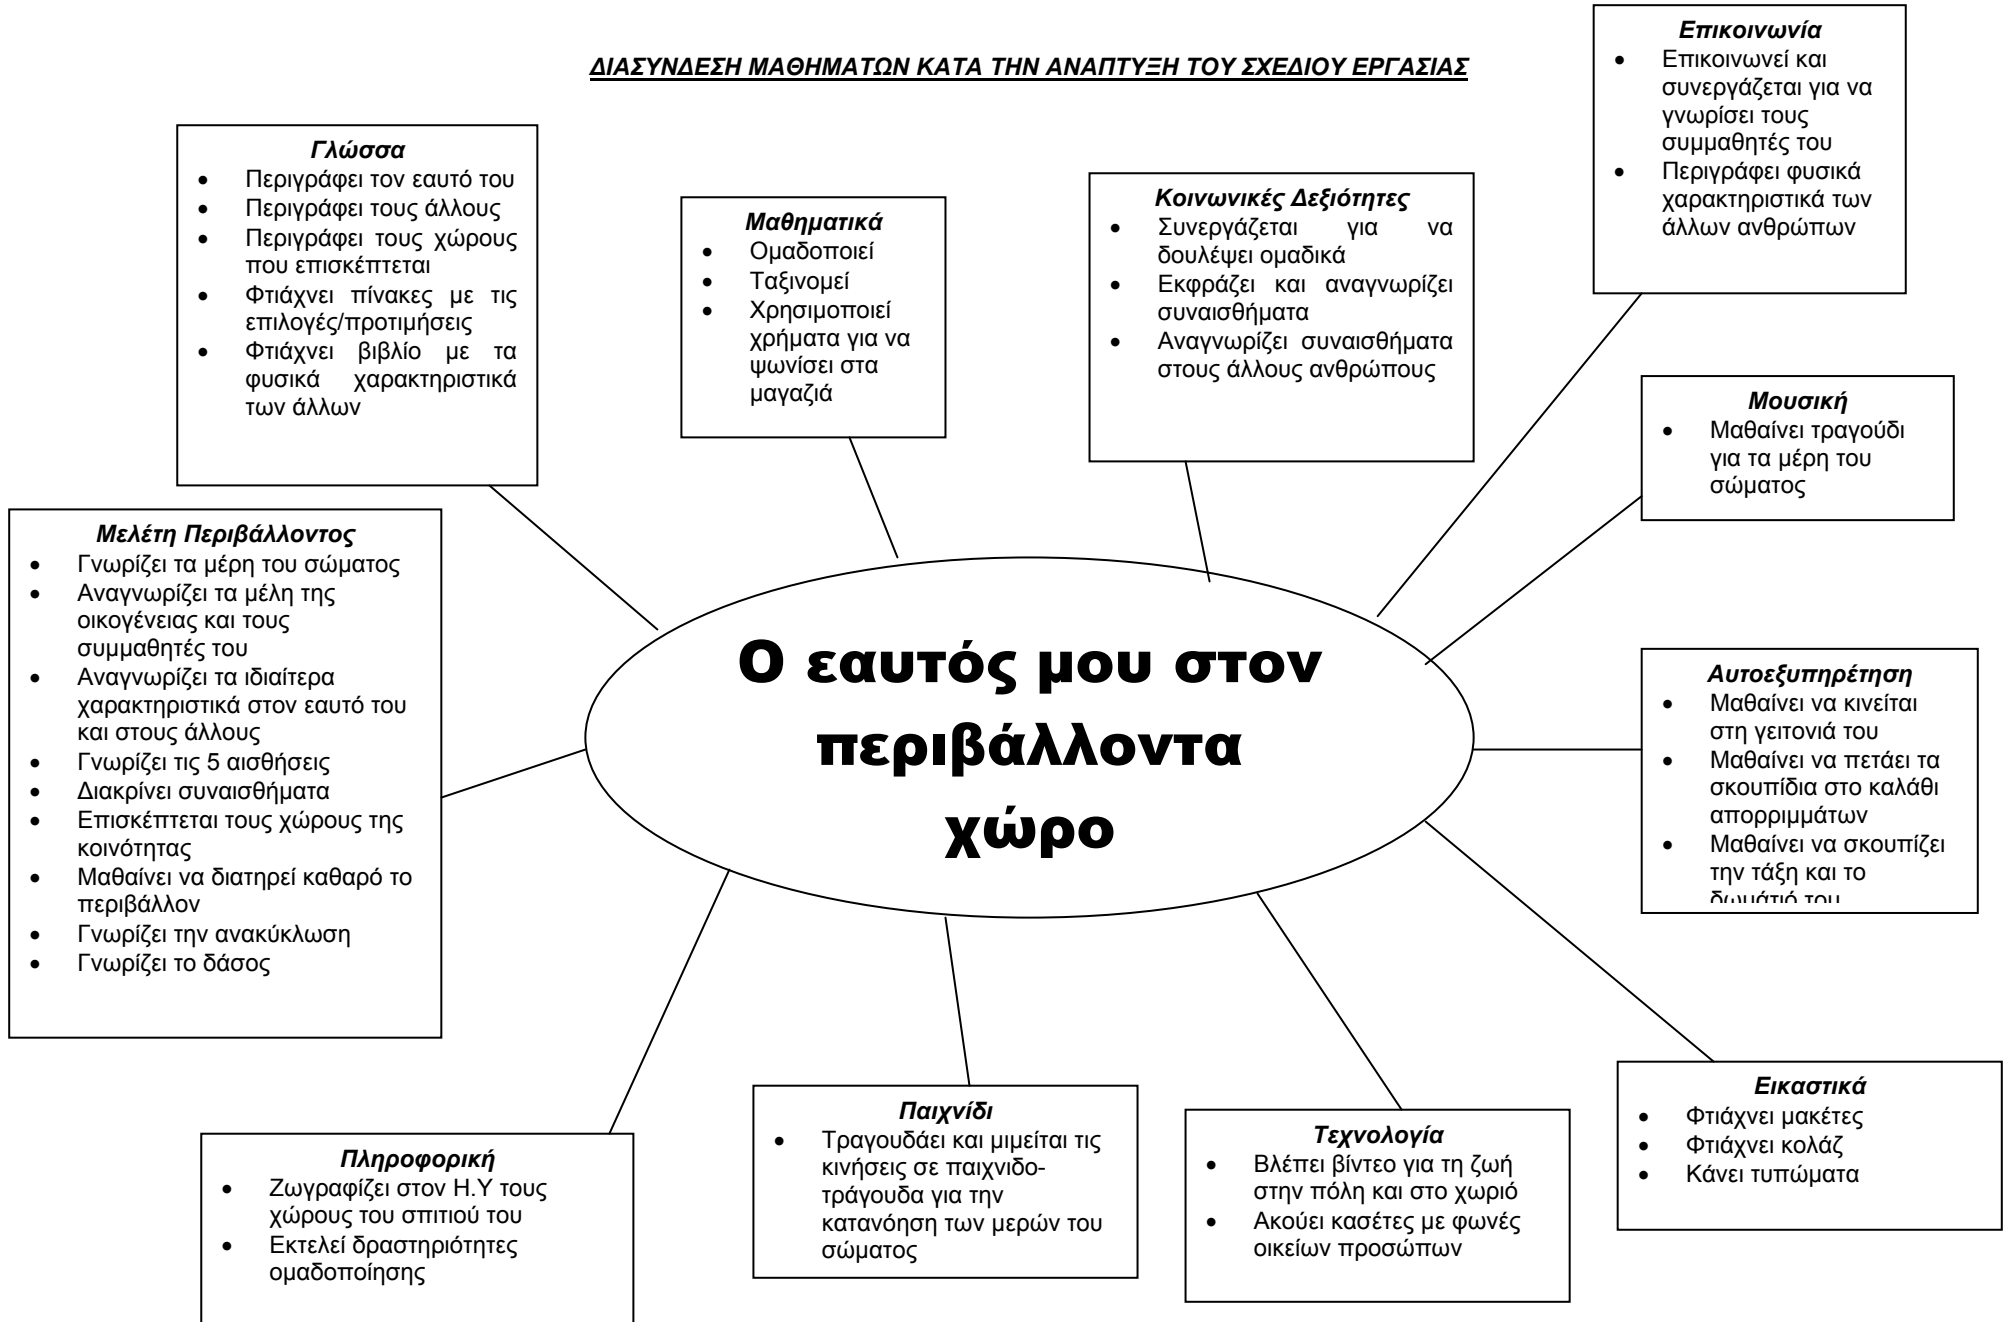 ΔΙΑΣΥΝΔΕΣΗ ΜΑΘΗΜΑΤΩΝ ΚΑΤΑ ΤΗΝ ΑΝΑΠΤΥΞΗ ΤΟΥ ΣΧΕΔΙΟΥ ΕΡΓΑΣΙΑΣ
Γλώσσα
• Περιγράφει τον εαυτό του
• Περιγράφει τους άλλους
• Περιγράφει τους χώρους
που επισκέπτεται
• Φτιάχνει πίνακες με τις
επιλογές/προτιμήσεις
• Φτιάχνει βιβλίο με τα
φυσικά χαρακτηριστικά
των άλλων
Μαθηματικά
• Ομαδοποιεί
• Ταξινομεί
• Χρησιμοποιεί
χρήματα για να
ψωνίσει στα
μαγαζιά
Κοινωνικές Δεξιότητες
• Συνεργάζεται για να
δουλέψει ομαδικά
• Εκφράζει και αναγνωρίζει
συναισθήματα
• Αναγνωρίζει συναισθήματα
στους άλλους ανθρώπους
Επικοινωνία
• Επικοινωνεί και
συνεργάζεται για να
γνωρίσει τους
συμμαθητές του
• Περιγράφει φυσικά
χαρακτηριστικά των
άλλων ανθρώπων
Μουσική
• Μαθαίνει τραγούδι
για τα μέρη του
σώματος
Μελέτη Περιβάλλοντος
• Γνωρίζει τα μέρη του σώματος
• Αναγνωρίζει τα μέλη της
οικογένειας και τους
συμμαθητές του
• Αναγνωρίζει τα ιδιαίτερα
χαρακτηριστικά στον εαυτό του
και στους άλλους
• Γνωρίζει τις 5 αισθήσεις
• Διακρίνει συναισθήματα
• Επισκέπτεται τους χώρους της
κοινότητας
• Μαθαίνει να διατηρεί καθαρό το
περιβάλλον
• Γνωρίζει την ανακύκλωση
• Γνωρίζει το δάσος
Ο εαυτός μου στον
περιβάλλοντα
χώρο
Αυτοεξυπηρέτηση
• Μαθαίνει να κινείται
στη γειτονιά του
• Μαθαίνει να πετάει τα
σκουπίδια στο καλάθι
απορριμμάτων
• Μαθαίνει να σκουπίζει
την τάξη και το
δωμάτιό του
Πληροφορική
• Ζωγραφίζει στον Η.Υ τους
χώρους του σπιτιού του
• Εκτελεί δραστηριότητες
ομαδοποίησης
Παιχνίδι
• Τραγουδάει και μιμείται τις
κινήσεις σε παιχνιδο-
τράγουδα για την
κατανόηση των μερών του
σώματος
Τεχνολογία
• Βλέπει βίντεο για τη ζωή
στην πόλη και στο χωριό
• Ακούει κασέτες με φωνές
οικείων προσώπων
Εικαστικά
• Φτιάχνει μακέτες
• Φτιάχνει κολάζ
• Κάνει τυπώματα